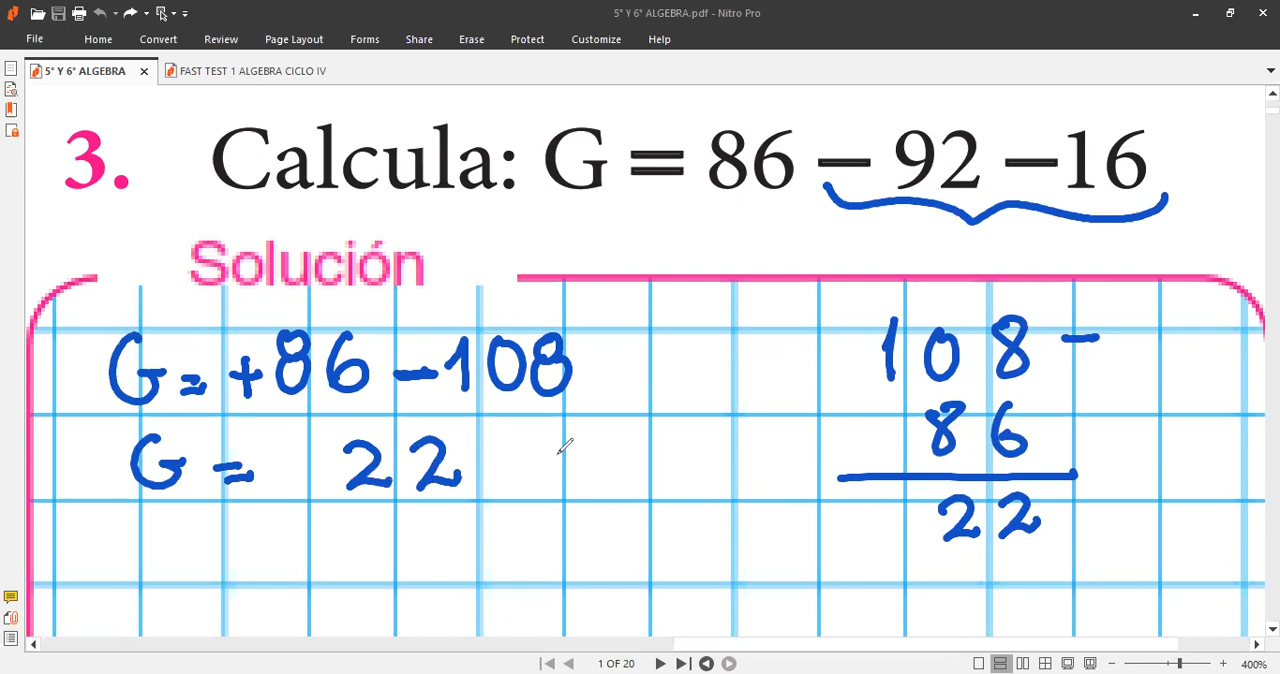 5° Y 6° ALGEBRA.pdf - Nitro Pro
File Home Convert Review Page Layout Forms Share Erase Protect Customize Help
5° Y 6° ALGEBRA
FAST TEST 1 ALGEBRA CICLO IV
3. Calcula: G = 86 − 92 −16
Solución
G = +86 − 108
G = 22
108 −
86
22
1 OF 20
400%